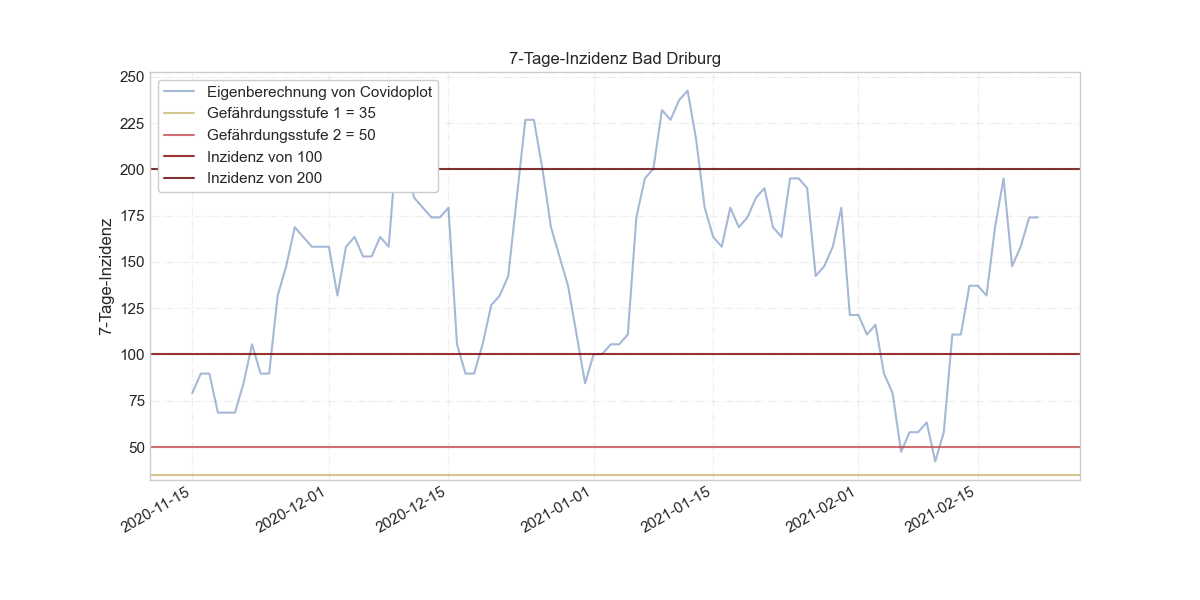 7-Tage-Inzidenz Bad Driburg
250
225
200
175
150
125
100
75
50
7-Tage-Inzidenz
Eigenberechnung von Covidoplot
Gefährdungsstufe 1 = 35
Gefährdungsstufe 2 = 50
Inzidenz von 100
Inzidenz von 200
2020-11-15
2020-12-01
2020-12-15
2021-01-01
2021-01-15
2021-02-01
2021-02-15